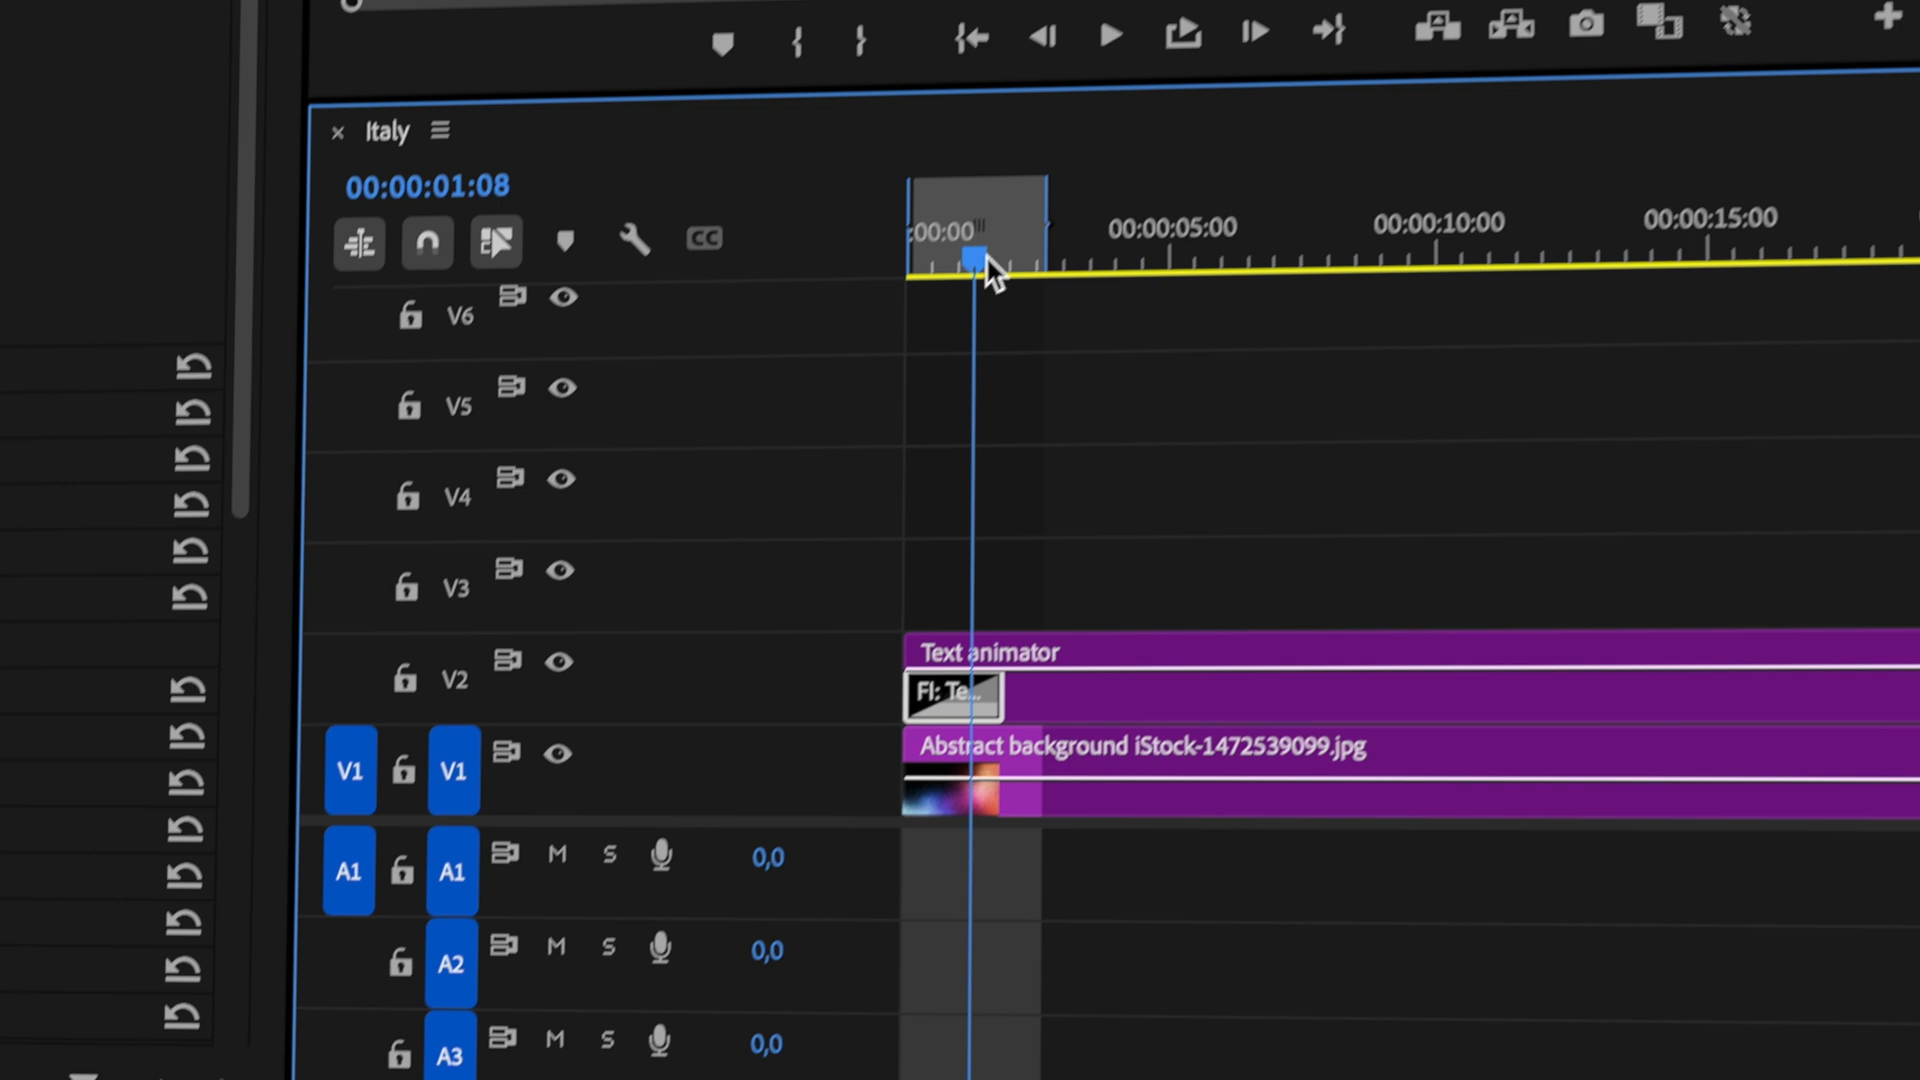 Italy
00:00:01:08
CC
:00:00
00:00:05:00
00:00:10:00
00:00:15:00
V6
V5
V4
V3
V2
Text animator
FI: Te...
V1
V1
Abstract background iStock-1472539099.jpg
A1
A1
M
S
0,0
A2
M
S
0,0
A3
M
S
0,0